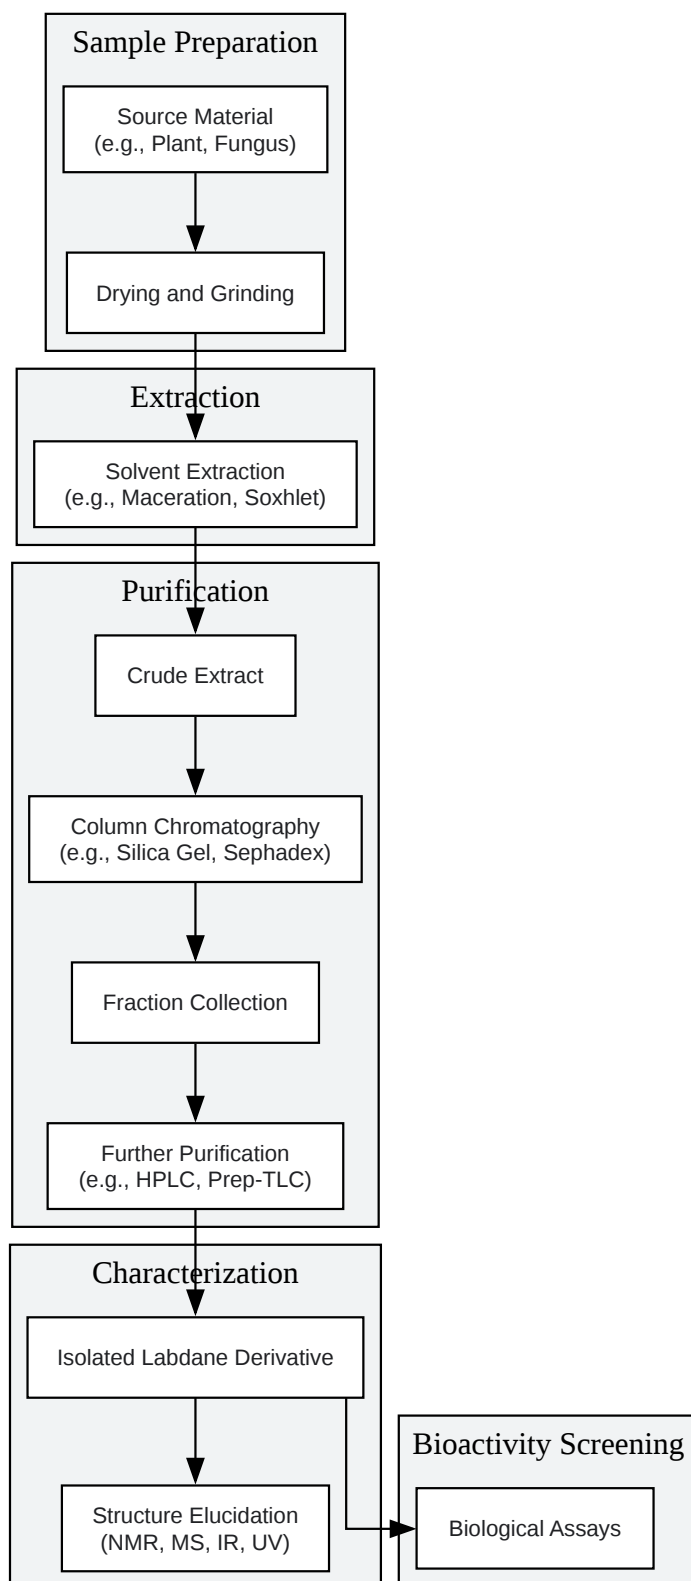 Sample Preparation
Source Material
(e.g., Plant, Fungus)
Drying and Grinding
Extraction
Solvent Extraction
(e.g., Maceration, Soxhlet)
Purification
Crude Extract
Column Chromatography
(e.g., Silica Gel, Sephadex)
Fraction Collection
Further Purification
(e.g., HPLC, Prep-TLC)
Characterization
Isolated Labdane Derivative
Structure Elucidation
(NMR, MS, IR, UV)
Bioactivity Screening
Biological Assays